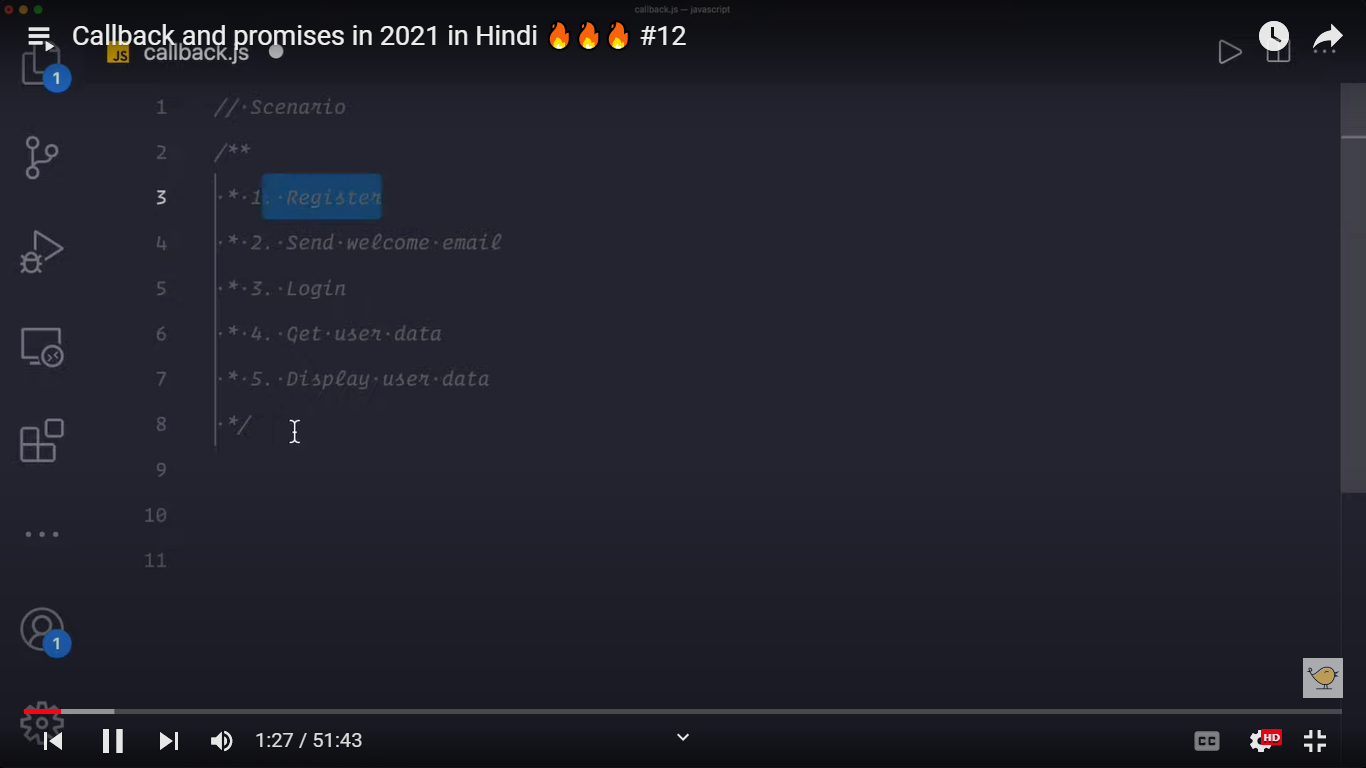 callback.js — javascript
Callback and promises in 2021 in Hindi 🔥🔥🔥 #12
JS callback.js
1
1 // Scenario
2 /**
3 * 1. Register
4 * 2. Send welcome email
5 * 3. Login
6 * 4. Get user data
7 * 5. Display user data
8 */
9
10
11
1
1:27 / 51:43
CC
HD